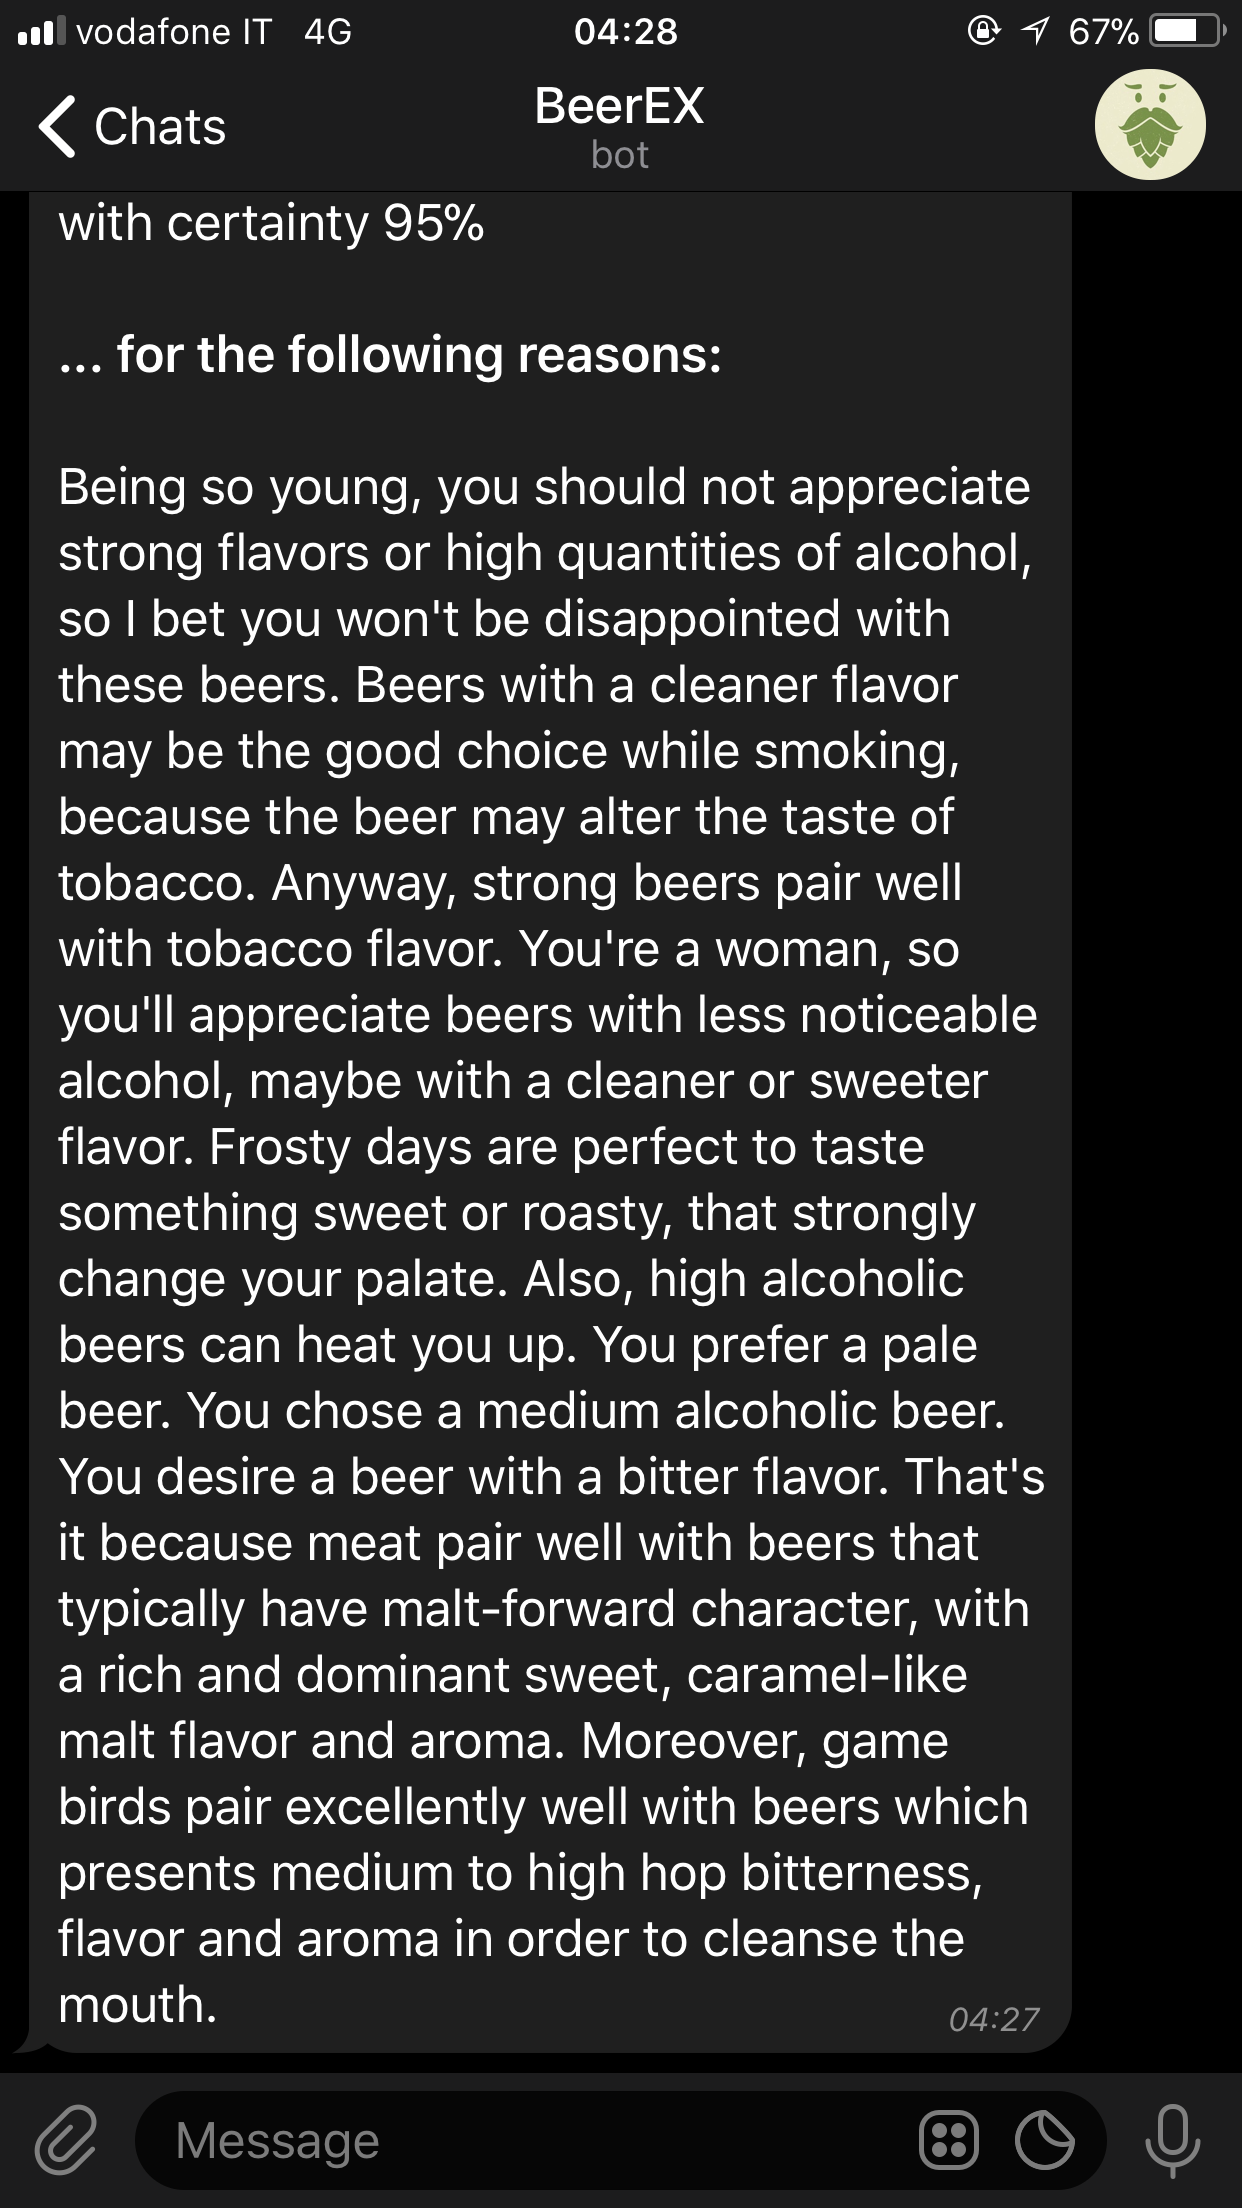 vodafone IT 4G 04:28 67%
Chats
BeerEX
bot
with certainty 95%
... for the following reasons:
Being so young, you should not appreciate
strong flavors or high quantities of alcohol,
so I bet you won't be disappointed with
these beers. Beers with a cleaner flavor
may be the good choice while smoking,
because the beer may alter the taste of
tobacco. Anyway, strong beers pair well
with tobacco flavor. You're a woman, so
you'll appreciate beers with less noticeable
alcohol, maybe with a cleaner or sweeter
flavor. Frosty days are perfect to taste
something sweet or roasty, that strongly
change your palate. Also, high alcoholic
beers can heat you up. You prefer a pale
beer. You chose a medium alcoholic beer.
You desire a beer with a bitter flavor. That's
it because meat pair well with beers that
typically have malt-forward character, with
a rich and dominant sweet, caramel-like
malt flavor and aroma. Moreover, game
birds pair excellently well with beers which
presents medium to high hop bitterness,
flavor and aroma in order to cleanse the
mouth.
04:27
Message